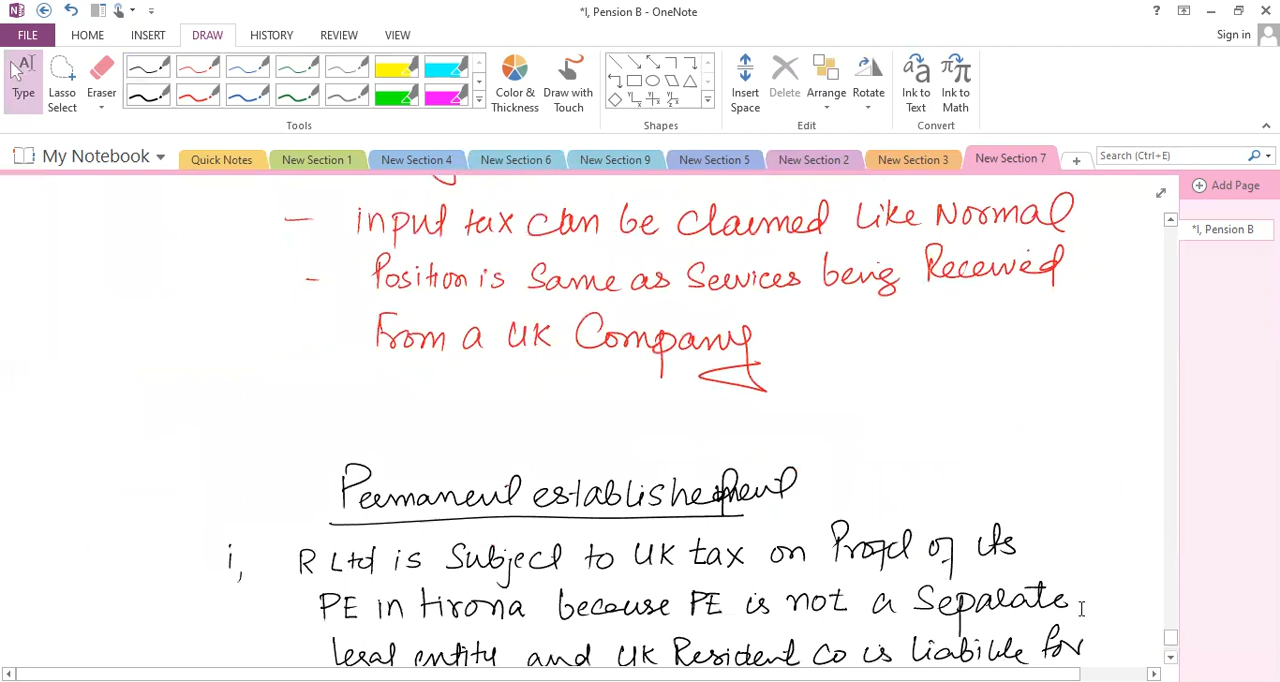 *I, Pension B - OneNote
Sign in
FILE HOME INSERT DRAW HISTORY REVIEW VIEW
Type Lasso Select Eraser Color & Thickness Draw with Touch Insert Space Delete Arrange Rotate Ink to Text Ink to Math
Tools Shapes Edit Convert
My Notebook Quick Notes New Section 1 New Section 4 New Section 6 New Section 9 New Section 5 New Section 2 New Section 3 New Section 7 Search (Ctrl+E)
Add Page
*I, Pension B
- input tax can be claimed Like Normal
- Position is Same as Services being Received
From a UK Company
Permanent
i, R Ltd is Subject to UK tax on of its
PE in Hirona because PE is not a Separate
legal entity and UK Resident Co is liabible for